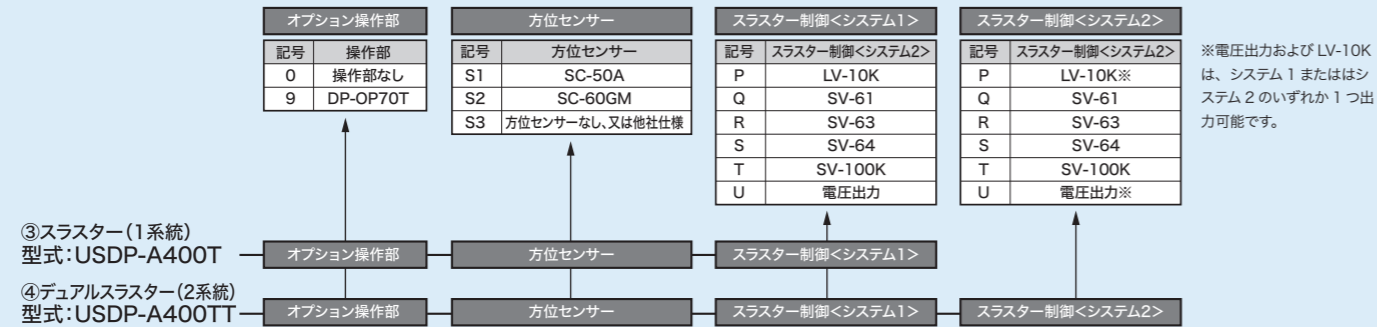 オプション操作部
記号 操作部
0 操作部なし
9 DP-OP70T
方位センサー
記号 方位センサー
S1 SC-50A
S2 SC-60GM
S3 方位センサーなし、又は他社仕様
スラスター制御<システム1>
記号 スラスター制御<システム2>
P LV-10K
Q SV-61
R SV-63
S SV-64
T SV-100K
U 電圧出力
スラスター制御<システム2>
記号 スラスター制御<システム2>
P LV-10K※
Q SV-61
R SV-63
S SV-64
T SV-100K
U 電圧出力※
※電圧出力および LV-10K
は、システム 1 またははシ
ステム 2 のいずれか 1 つ出
力可能です。
③スラスター(1系統)
型式:USDP-A400T オプション操作部 方位センサー スラスター制御<システム1>
④デュアルスラスター(2系統)
型式:USDP-A400TT オプション操作部 方位センサー スラスター制御<システム1> スラスター制御<システム2>